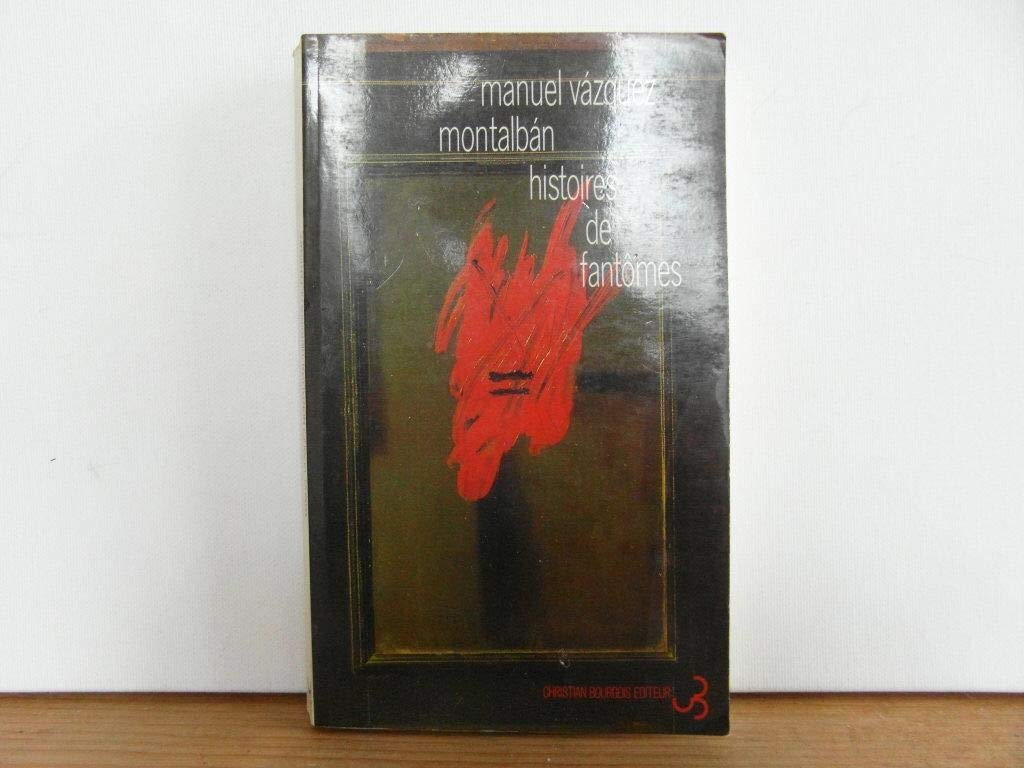 manuel vázquez
montalbán
histoires
de
fantômes
CHRISTIAN BOURGOIS EDITEUR